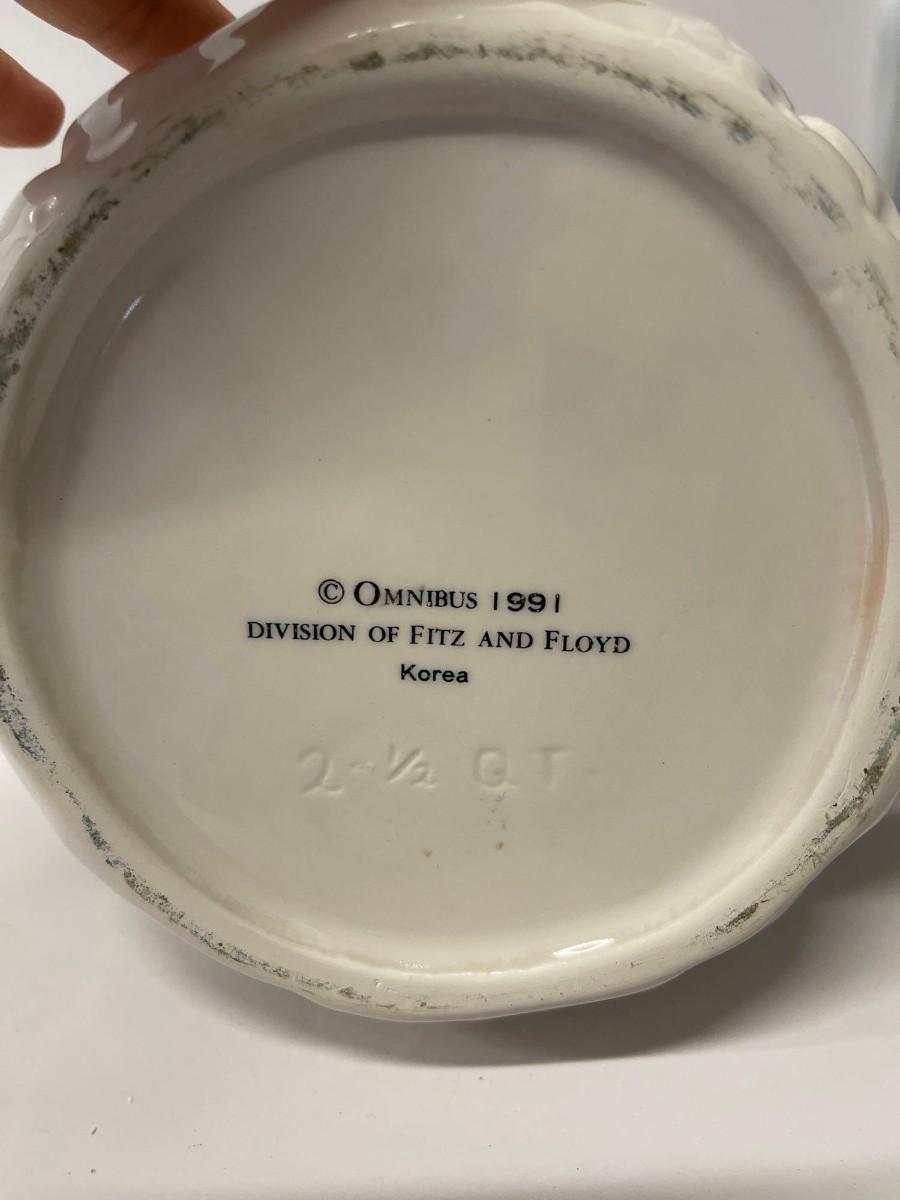 © OMNIBUS 1991
DIVISION OF FITZ AND FLOYD
Korea
2-1/2 QT